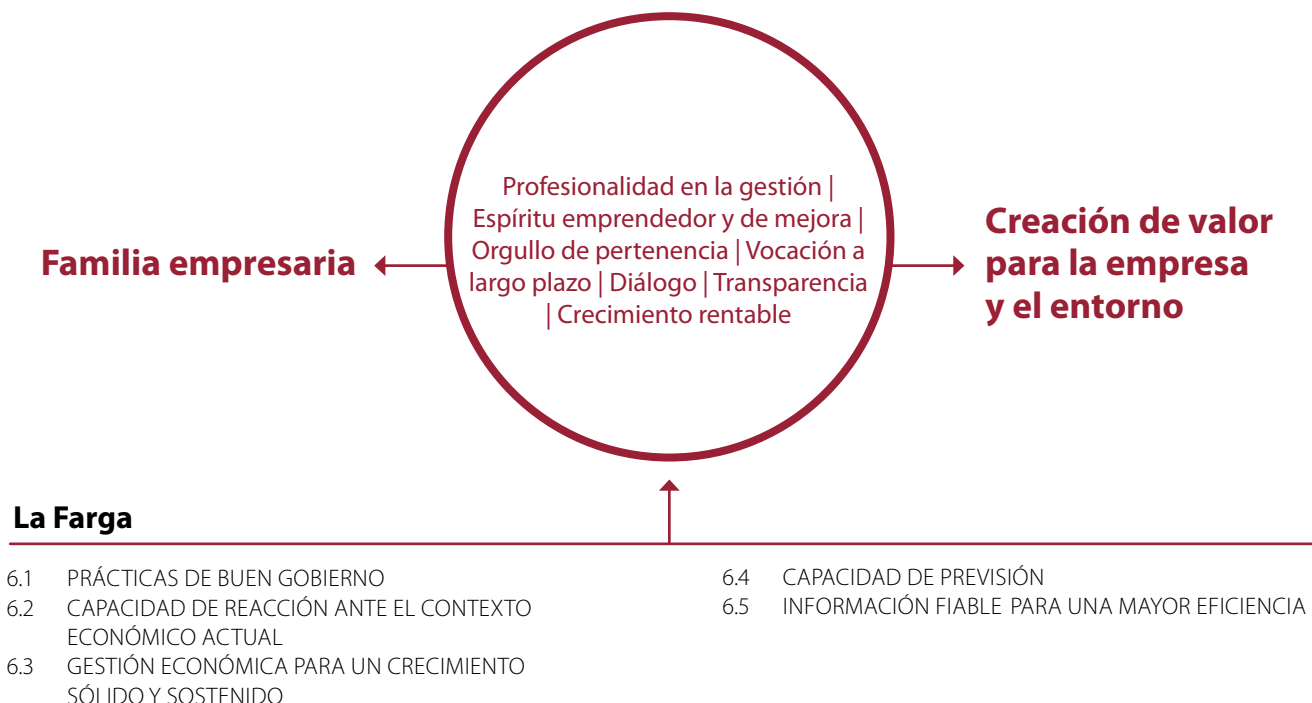 Profesionalidad en la gestión |
Espíritu emprendedor y de mejora |
Orgullo de pertenencia | Vocación a
largo plazo | Diálogo | Transparencia
| Crecimiento rentable
Familia empresaria
Creación de valor
para la empresa
y el entorno
La Farga
6.1 PRÁCTICAS DE BUEN GOBIERNO
6.2 CAPACIDAD DE REACCIÓN ANTE EL CONTEXTO
ECONÓMICO ACTUAL
6.3 GESTIÓN ECONÓMICA PARA UN CRECIMIENTO
SÓLIDO Y SOSTENIDO
6.4 CAPACIDAD DE PREVISIÓN
6.5 INFORMACIÓN FIABLE PARA UNA MAYOR EFICIENCIA